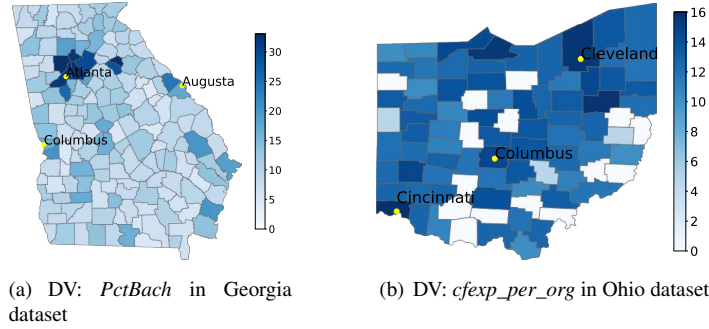 Atlanta
Augusta
Columbus
30
25
20
15
10
5
0
Cleveland
Columbus
Cincinnati
16
14
12
10
8
6
4
2
0
(a) DV: PctBach in Georgia
dataset
(b) DV: cfexp_per_org in Ohio dataset